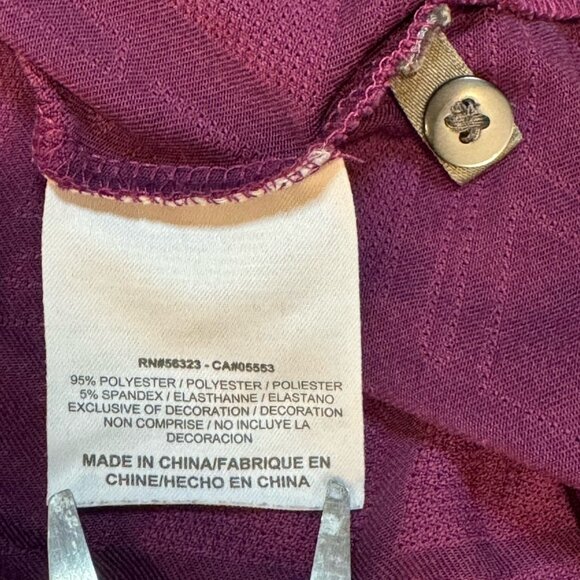 RN#56323 - CA#05553
95% POLYESTER / POLYESTER / POLIESTER
5% SPANDEX / ELASTHANNE / ELASTANO
EXCLUSIVE OF DECORATION / DECORATION
NON COMPRISE / NO INCLUYE LA
DECORACION
MADE IN CHINA/FABRIQUE EN
CHINE/HECHO EN CHINA